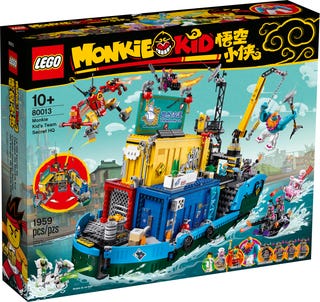 LEGO
MONKIE KID
悟空
小侠
10+
80013
Monkie
Kid's Team
Secret HQ
1959
pcs/pzs